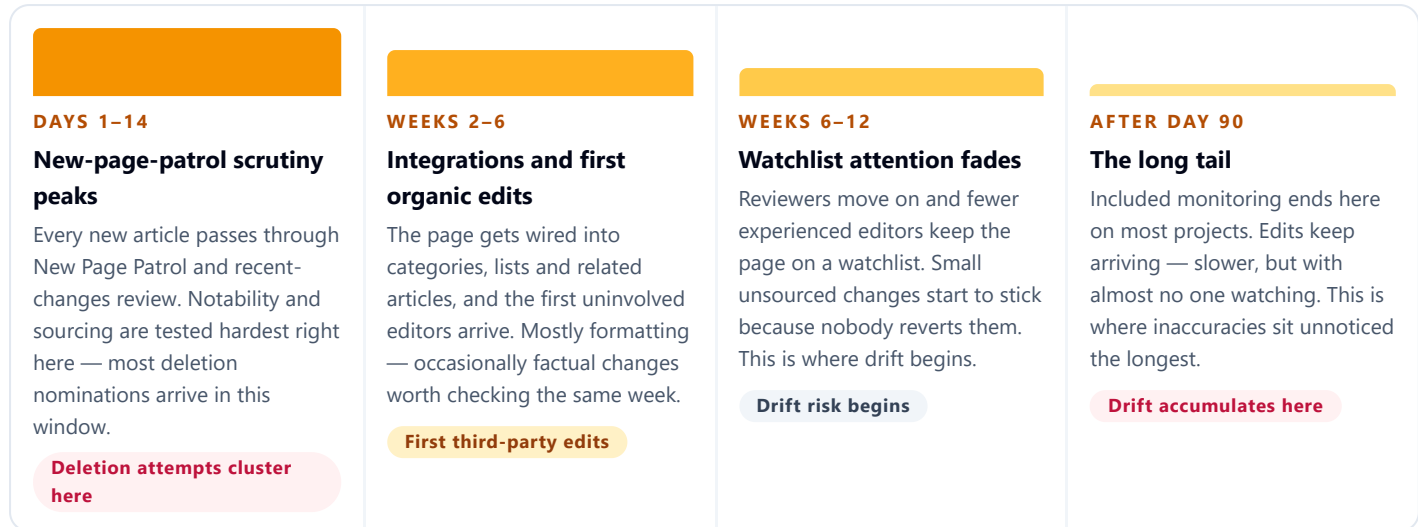 DAYS 1–14
New-page-patrol scrutiny
peaks
Every new article passes through
New Page Patrol and recent-
changes review. Notability and
sourcing are tested hardest right
here — most deletion
nominations arrive in this
window.
Deletion attempts cluster
here
WEEKS 2–6
Integrations and first
organic edits
The page gets wired into
categories, lists and related
articles, and the first uninvolved
editors arrive. Mostly formatting
— occasionally factual changes
worth checking the same week.
First third-party edits
WEEKS 6–12
Watchlist attention fades
Reviewers move on and fewer
experienced editors keep the
page on a watchlist. Small
unsourced changes start to stick
because nobody reverts them.
This is where drift begins.
Drift risk begins
AFTER DAY 90
The long tail
Included monitoring ends here
on most projects. Edits keep
arriving — slower, but with
almost no one watching. This is
where inaccuracies sit unnoticed
the longest.
Drift accumulates here